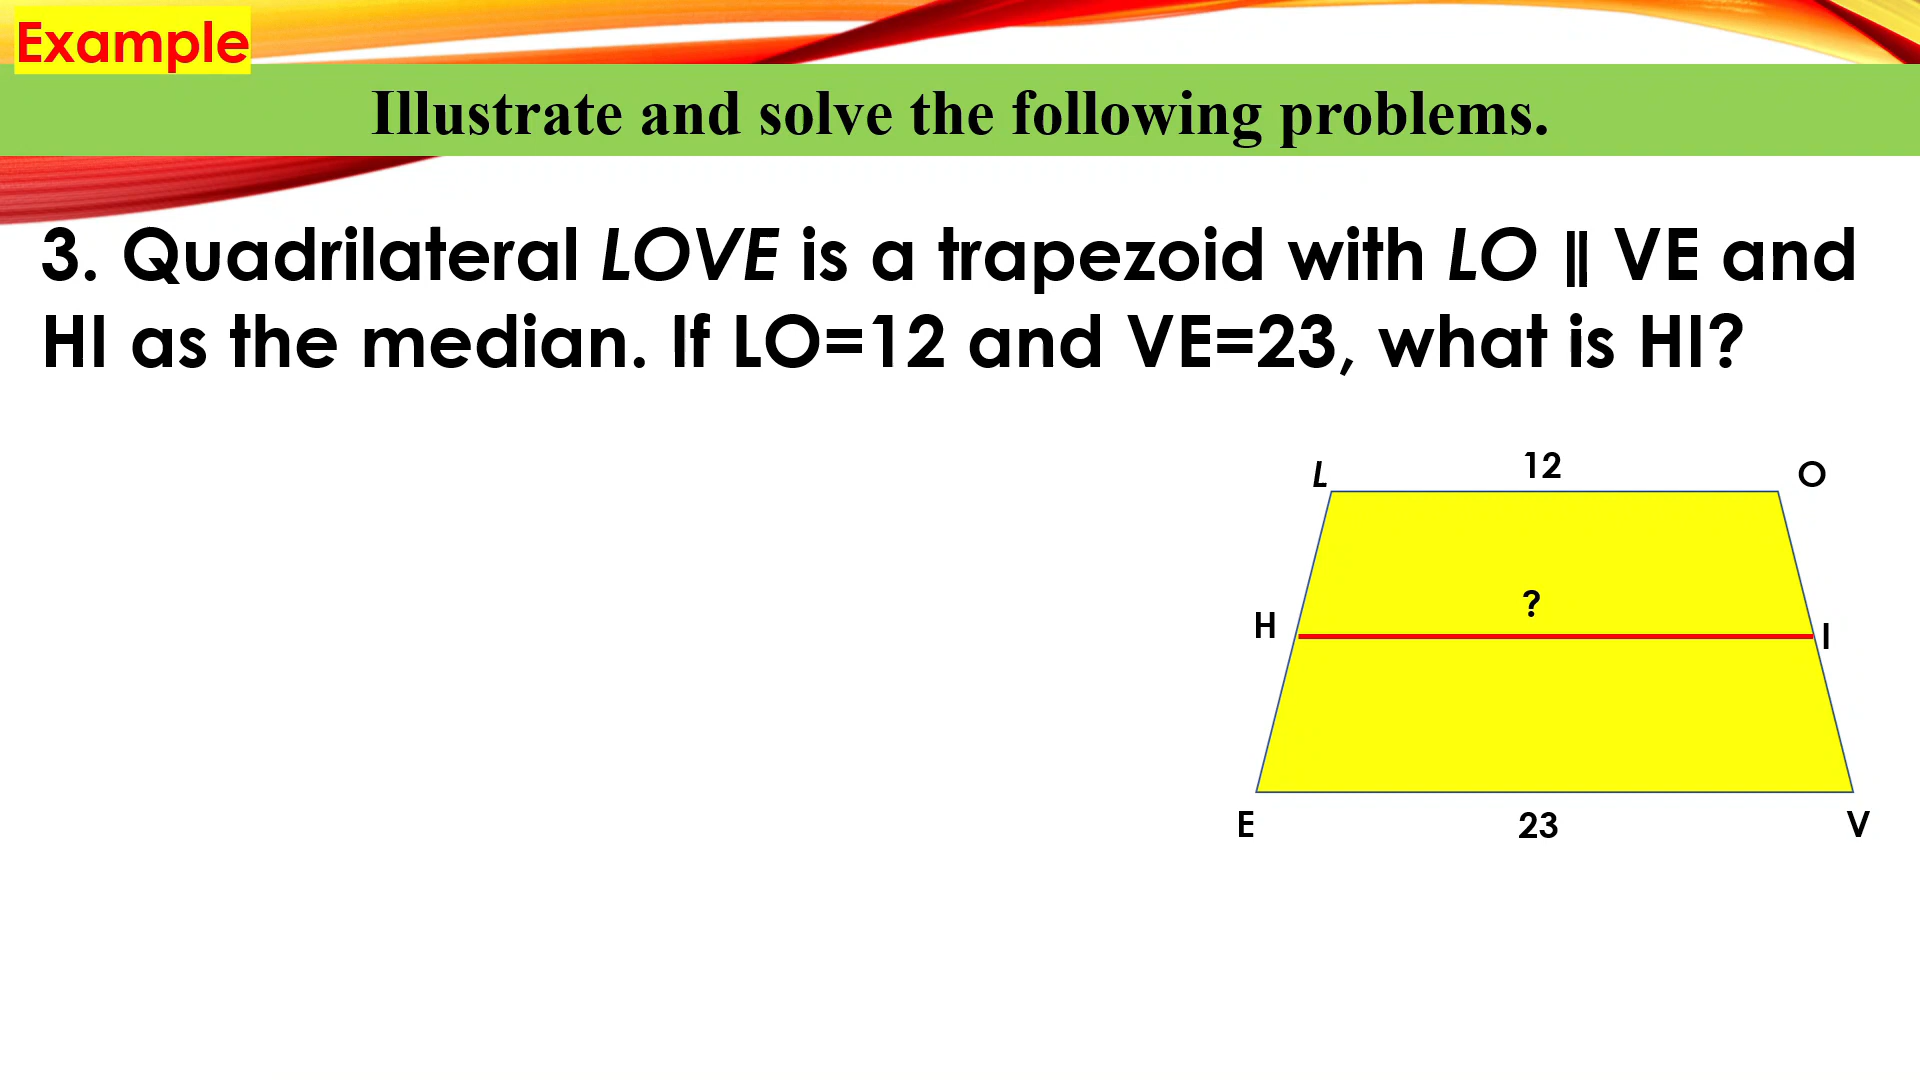 Example
Illustrate and solve the following problems.
3. Quadrilateral LOVE is a trapezoid with LO ∥ VE and
HI as the median. If LO=12 and VE=23, what is HI?
L 12 O
?
H I
E 23 V